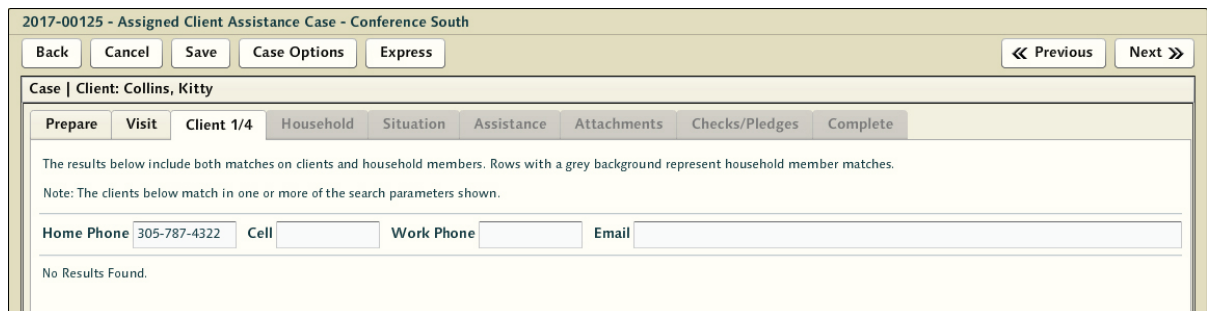 2017-00125 - Assigned Client Assistance Case - Conference South
Back Cancel Save Case Options Express Previous Next
Case | Client: Collins, Kitty
Prepare Visit Client 1/4 Household Situation Assistance Attachments Checks/Pledges Complete
The results below include both matches on clients and household members. Rows with a grey background represent household member matches.
Note: The clients below match in one or more of the search parameters shown.
Home Phone 305-787-4322 Cell Work Phone Email
No Results Found.